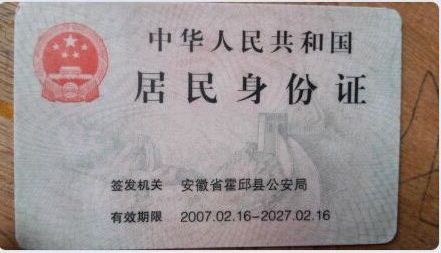 中华人民共和国
居民身份证
签发机关 安徽省霍邱县公安局
有效期限 2007.02.16-2027.02.16